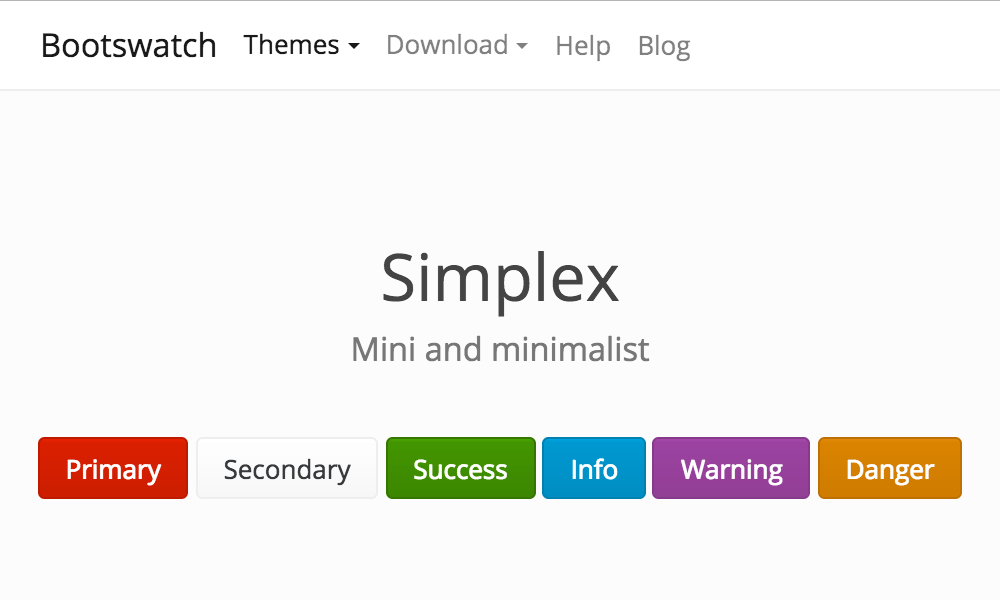 Bootswatch Themes Download Help Blog
Simplex
Mini and minimalist
Primary Secondary Success Info Warning Danger